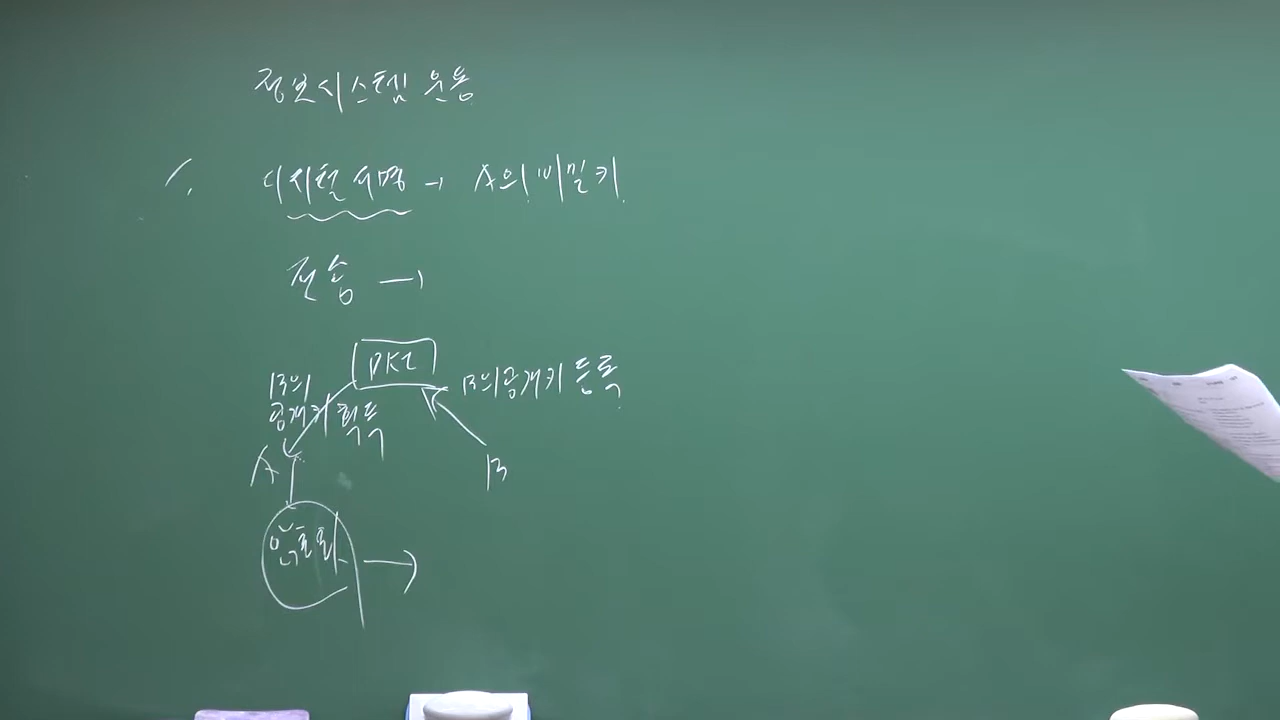 정보시스템 운용
1. 디지털 서명 → A의 비밀키
전송 →
PKI
B의
공개키 획득
B의 공개키 등록
A
B
암호화 →